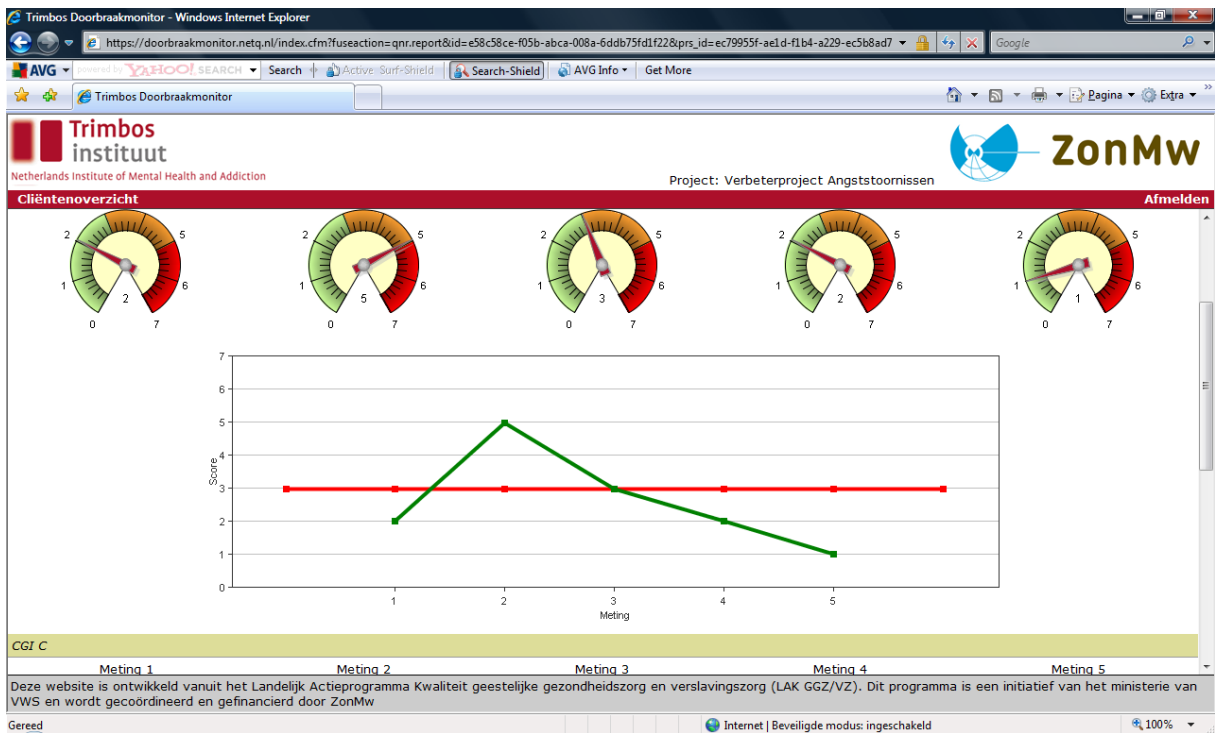 Trimbos Doorbraakmonitor - Windows Internet Explorer
https://doorbraakmonitor.netq.nl/index.cfm?fuseaction=qnr.report&id=e58c58ce-f05b-abca-008a-6ddb75fd1f22&prs_id=ec79955f-ae1d-f1b4-a229-ec5b8ad7 Google
AVG powered by YAHOO! SEARCH Search Active Surf-Shield Search-Shield AVG Info Get More
Trimbos Doorbraakmonitor Pagina Extra
Trimbos
instituut
Netherlands Institute of Mental Health and Addiction
Project: Verbeterproject Angststoornissen
ZonMw
Cliëntenoverzicht Afmelden
2 5 2 5 2 5 2 5 2 5
1 6 1 6 1 6 1 6 1 6
2 5 3 2 1
0 7 0 7 0 7 0 7 0 7
7
6
5
4
Score
3
2
1
0
1 2 3 4 5
Meting
CGI C
Meting 1 Meting 2 Meting 3 Meting 4 Meting 5
Deze website is ontwikkeld vanuit het Landelijk Actieprogramma Kwaliteit geestelijke gezondheidszorg en verslavingszorg (LAK GGZ/VZ). Dit programma is een initiatief van het ministerie van
VWS en wordt gecoördineerd en gefinancierd door ZonMw
Gereed Internet | Beveiligde modus: ingeschakeld 100%